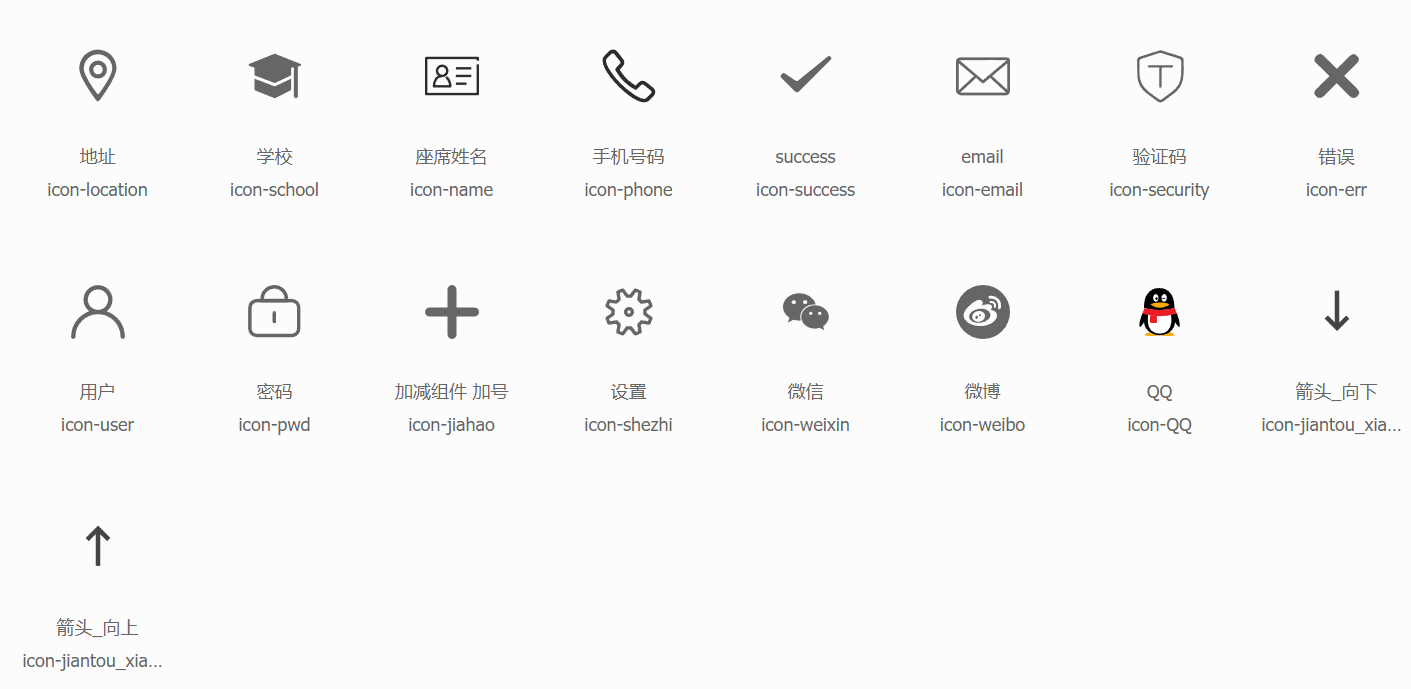 地址 学校 座席姓名 手机号码 success email 验证码 错误
icon-location icon-school icon-name icon-phone icon-success icon-email icon-security icon-err
用户 密码 加减组件 加号 设置 微信 微博 QQ 箭头_向下
icon-user icon-pwd icon-jiahao icon-shezhi icon-weixin icon-weibo icon-QQ icon-jiantou_xia...
箭头_向上
icon-jiantou_xia...